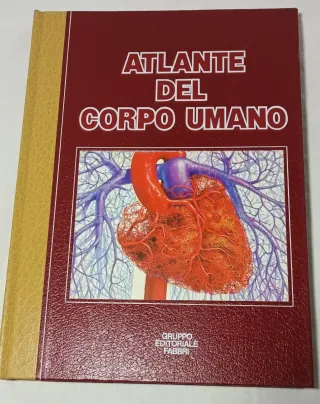 ATLANTE
DEL
CORPO UMANO
GRUPPO
EDITORIALE
FABBRI